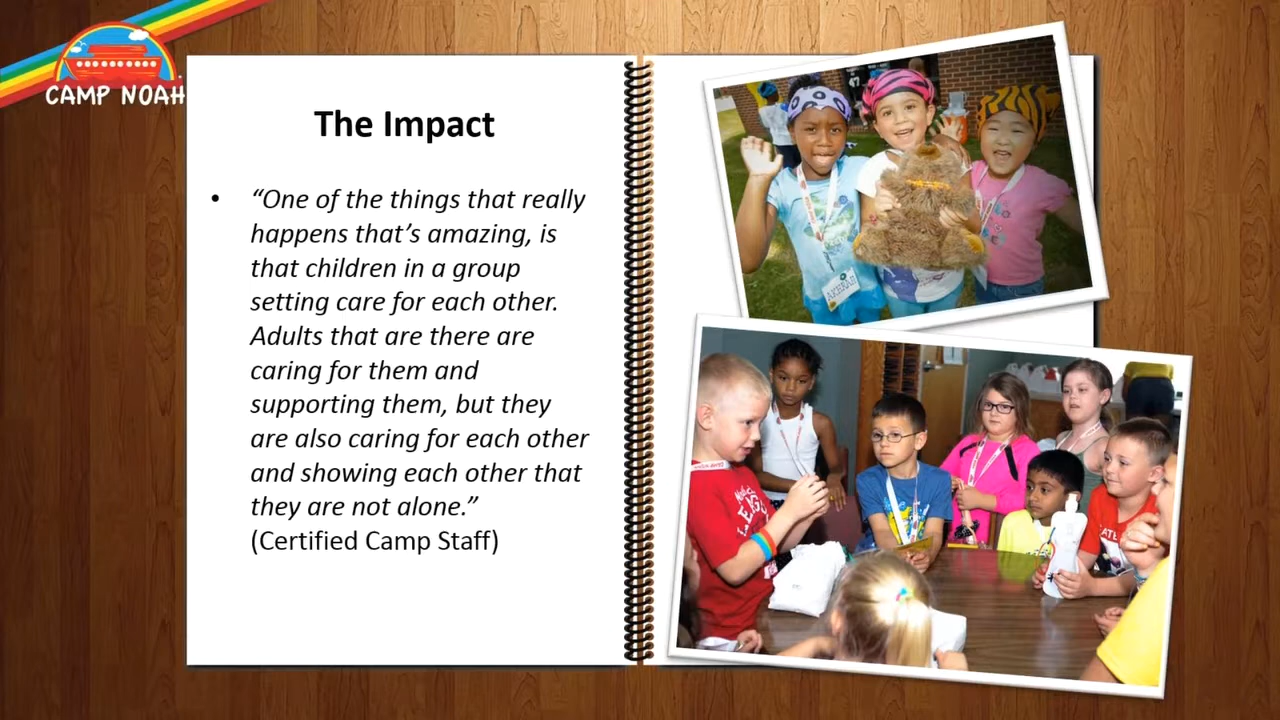 CAMP NOAH
The Impact
• “One of the things that really
happens that’s amazing, is
that children in a group
setting care for each other.
Adults that are there are
caring for them and
supporting them, but they
are also caring for each other
and showing each other that
they are not alone.”
(Certified Camp Staff)